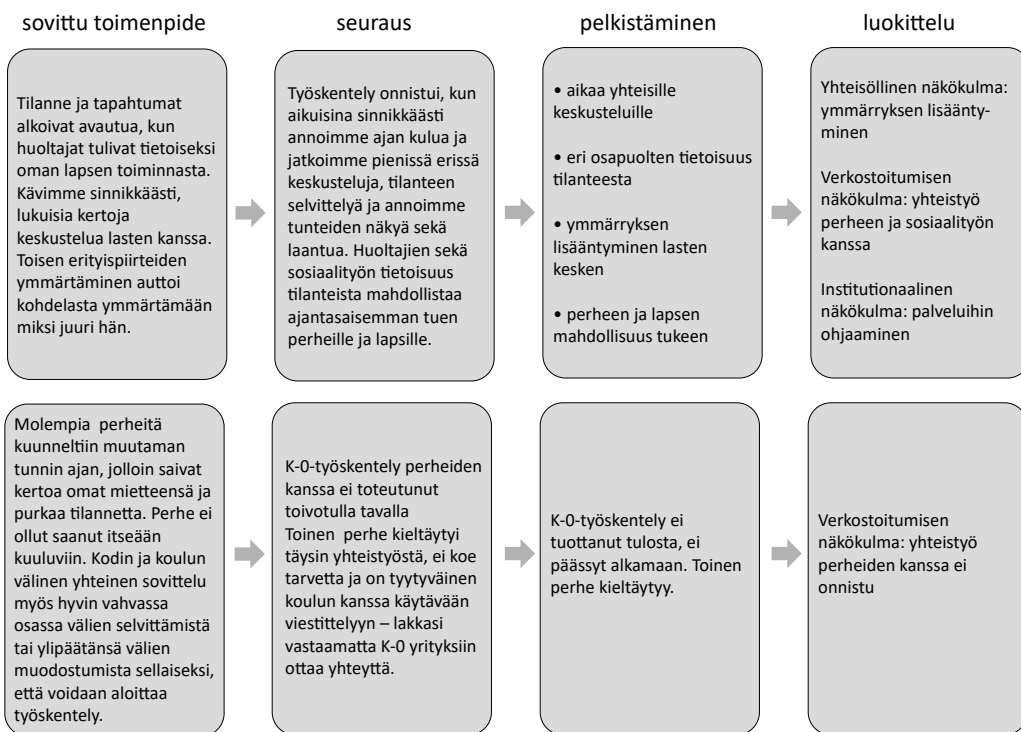 sovittu toimenpide
seuraus
pelkistäminen
luokittelu
Tilanne ja tapahtumat
alkoivat avautua, kun
huoltajat tulivat tietoiseksi
oman lapsen toiminnasta.
Kävimme sinnikkäästi,
lukuisia kertoja
keskustelua lasten kanssa.
Toisen erityispiirteiden
ymmärtäminen auttoi
kohdelasta ymmärtämään
miksi juuri hän.
Työskentely onnistui, kun
aikuisina sinnikkäästi
annoimme ajan kulua ja
jatkoimme pienissä erissä
keskusteluja, tilanteen
selvittelyä ja annoimme
tunteiden näkyä sekä
laantua. Huoltajien sekä
sosiaalityön tietoisuus
tilanteista mahdollistaa
ajantasaisemman tuen
perheille ja lapsille.
• aikaa yhteisille
keskusteluille
• eri osapuolten tietoisuus
tilanteesta
• ymmärryksen
lisääntyminen lasten
kesken
• perheen ja lapsen
mahdollisuus tukeen
Yhteisöllinen näkökulma:
ymmärryksen lisäänty-
minen
Verkostoitumisen
näkökulma: yhteistyö
perheen ja sosiaalityön
kanssa
Institutionaalinen
näkökulma: palveluihin
ohjaaminen
Molempia perheitä
kuunneltiin muutaman
tunnin ajan, jolloin saivat
kertoa omat mietteensä ja
purkaa tilannetta. Perhe ei
ollut saanut itseään
kuuluviin. Kodin ja koulun
välinen yhteinen sovittelu
myös hyvin vahvassa
osassa välien selvittämistä
tai ylipäätänsä välien
muodostumista sellaiseksi,
että voidaan aloittaa
työskentely.
K-0-työskentely perheiden
kanssa ei toteutunut
toivotulla tavalla
Toinen perhe kieltäytyi
täysin yhteistyöstä, ei koe
tarvetta ja on tyytyväinen
koulun kanssa käytävään
viestittelyyn – lakkasi
vastaamatta K-0 yrityksiin
ottaa yhteyttä.
K-0-työskentely ei
tuottanut tulosta, ei
päässyt alkamaan. Toinen
perhe kieltäytyy.
Verkostoitumisen
näkökulma: yhteistyö
perheiden kanssa ei
onnistu